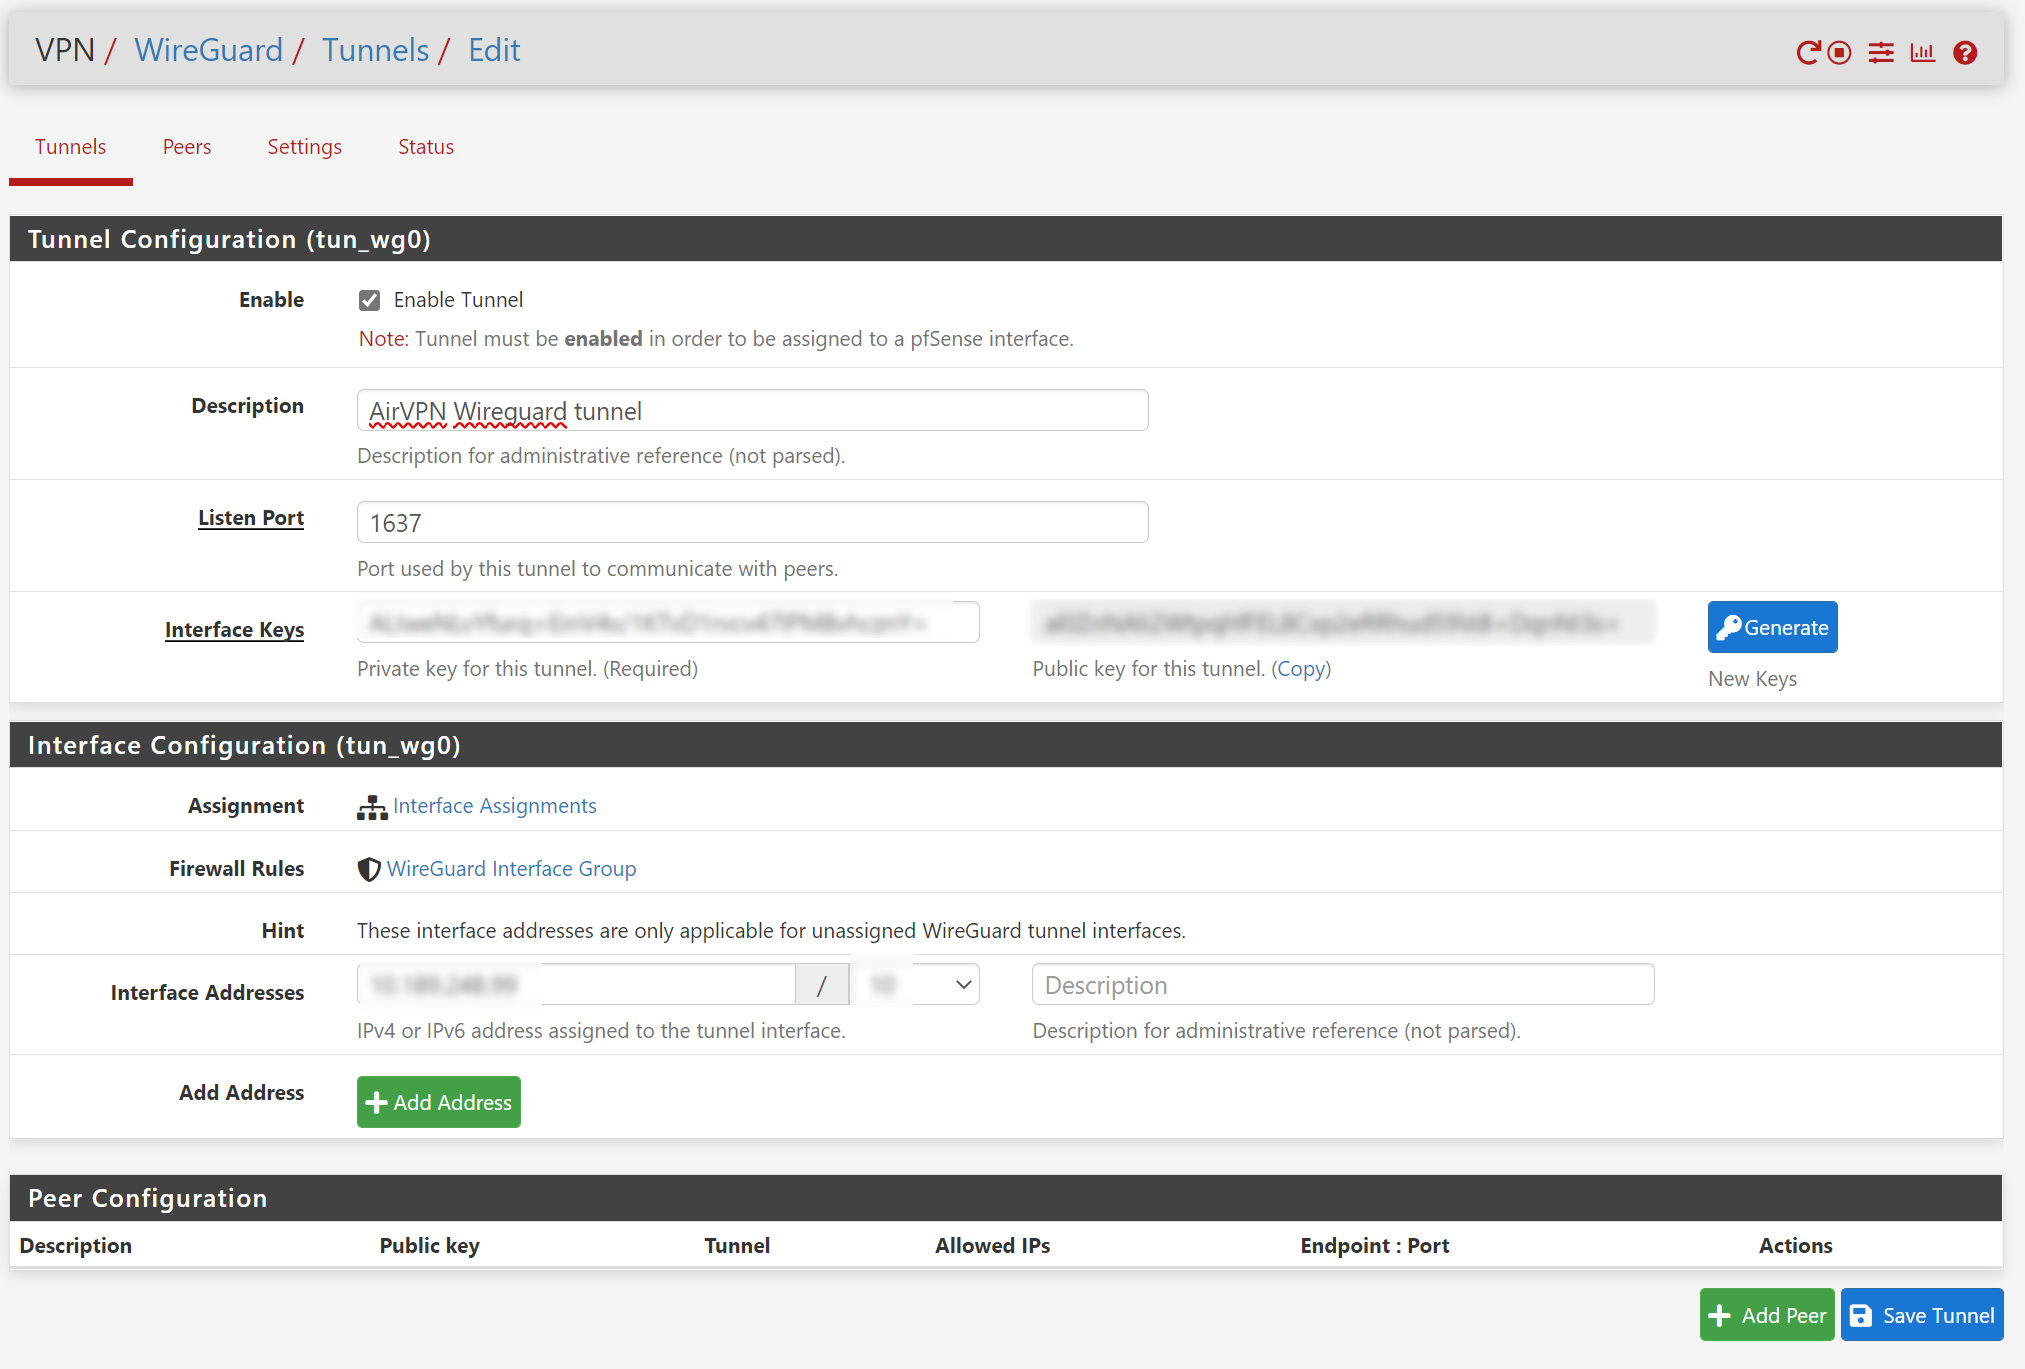 VPN / WireGuard / Tunnels / Edit
Tunnels Peers Settings Status
Tunnel Configuration (tun_wg0)
Enable Enable Tunnel
Note: Tunnel must be enabled in order to be assigned to a pfSense interface.
Description AirVPN Wireguard tunnel
Description for administrative reference (not parsed).
Listen Port 1637
Port used by this tunnel to communicate with peers.
Interface Keys Generate
Private key for this tunnel. (Required) Public key for this tunnel. (Copy) New Keys
Interface Configuration (tun_wg0)
Assignment Interface Assignments
Firewall Rules WireGuard Interface Group
Hint These interface addresses are only applicable for unassigned WireGuard tunnel interfaces.
Interface Addresses / Description
IPv4 or IPv6 address assigned to the tunnel interface. Description for administrative reference (not parsed).
Add Address Add Address
Peer Configuration
Description Public key Tunnel Allowed IPs Endpoint : Port Actions
Add Peer Save Tunnel